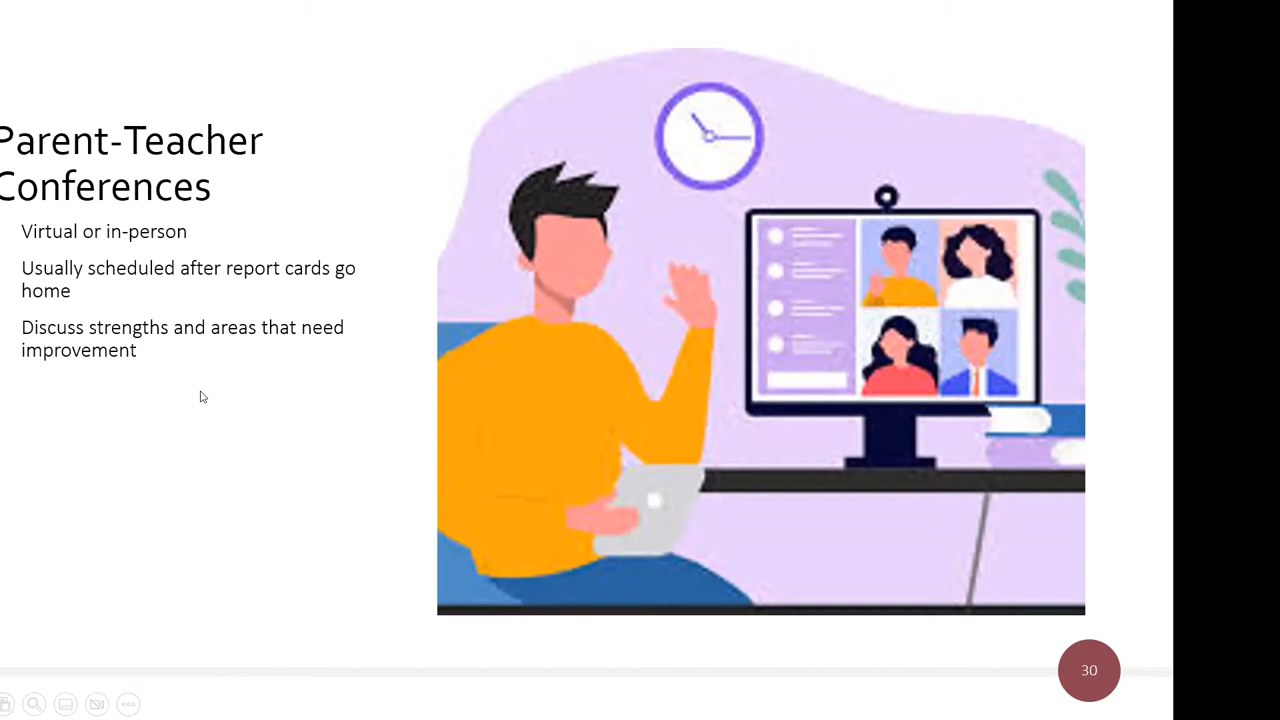 Parent-Teacher
Conferences
Virtual or in-person
Usually scheduled after report cards go
home
Discuss strengths and areas that need
improvement
30